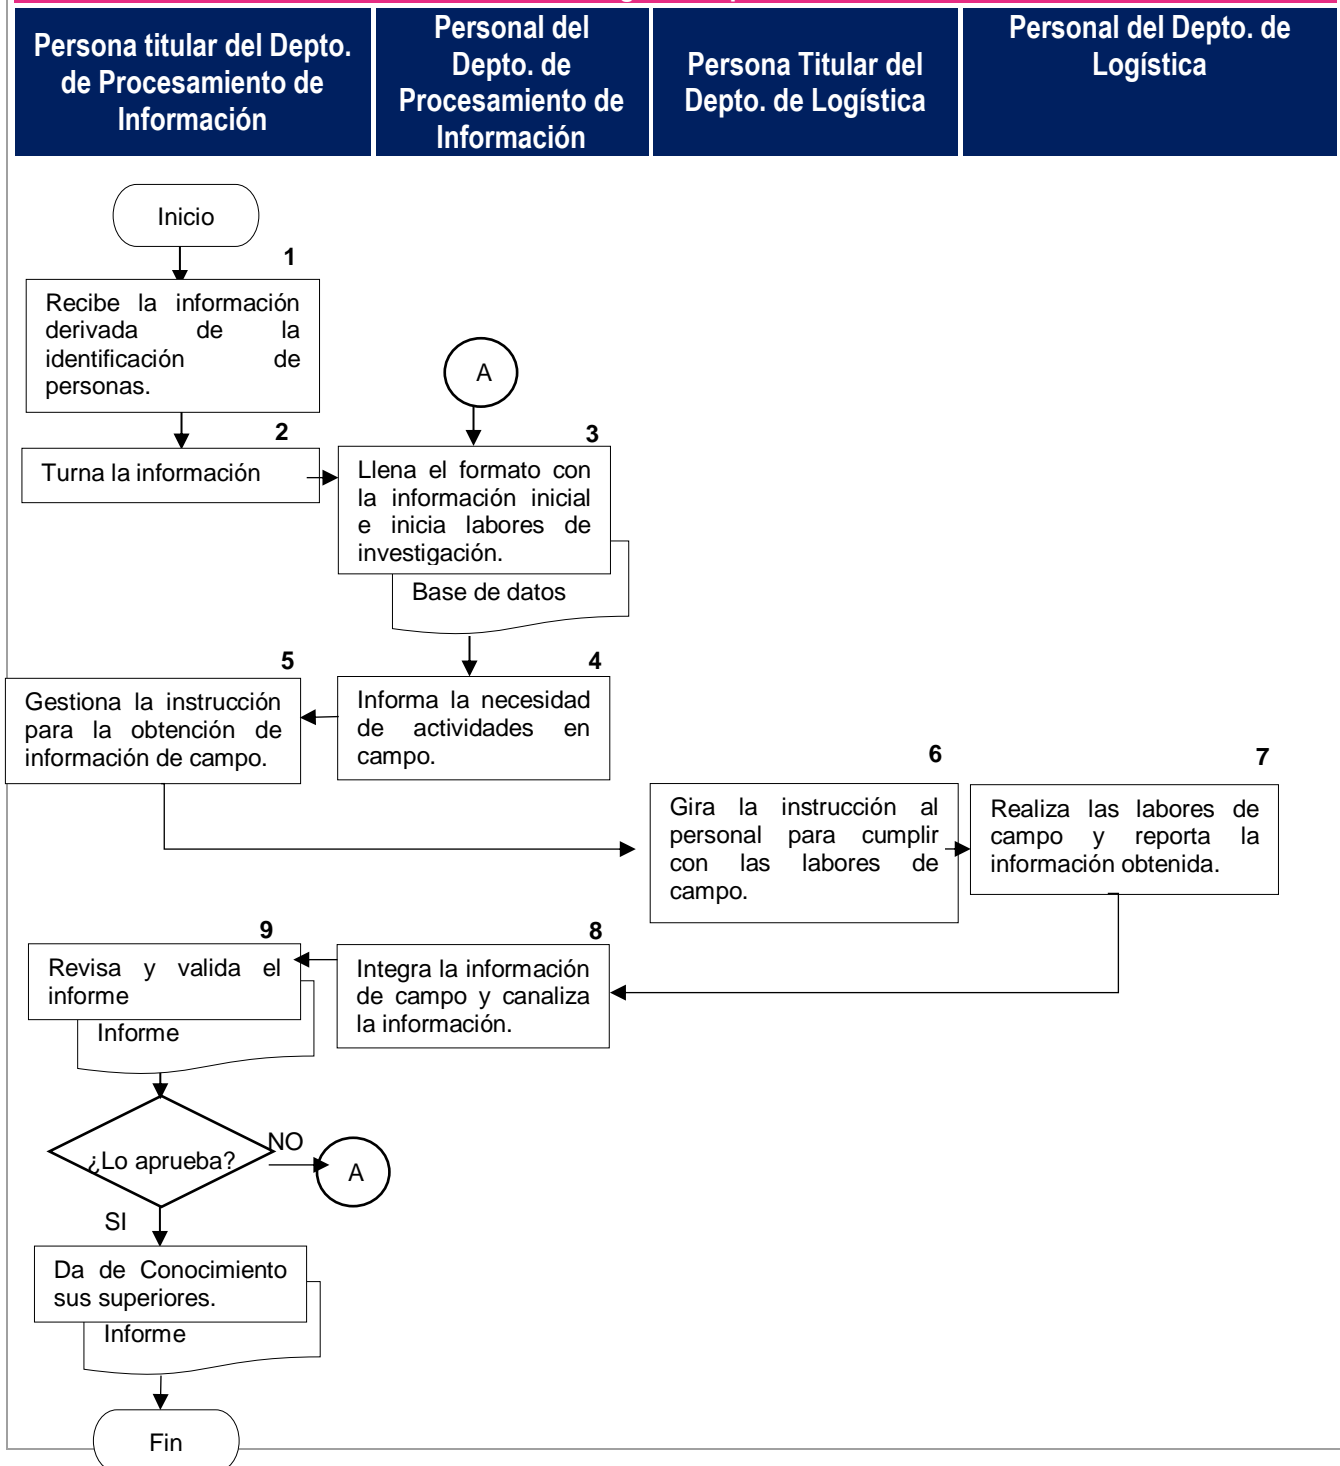 Persona titular del Depto.
de Procesamiento de
Información
Personal del
Depto. de
Procesamiento de
Información
Persona Titular del
Depto. de Logística
Personal del Depto. de
Logística
Inicio
1
Recibe la información
derivada de la
identificación de
personas.
2
Turna la información
A
3
Llena el formato con
la información inicial
e inicia labores de
investigación.
Base de datos
5
Gestiona la instrucción
para la obtención de
información de campo.
4
Informa la necesidad
de actividades en
campo.
6
Gira la instrucción al
personal para cumplir
con las labores de
campo.
7
Realiza las labores de
campo y reporta la
información obtenida.
9
Revisa y valida el
informe
Informe
8
Integra la información
de campo y canaliza
la información.
¿Lo aprueba?
NO
A
SI
Da de Conocimiento
sus superiores.
Informe
Fin